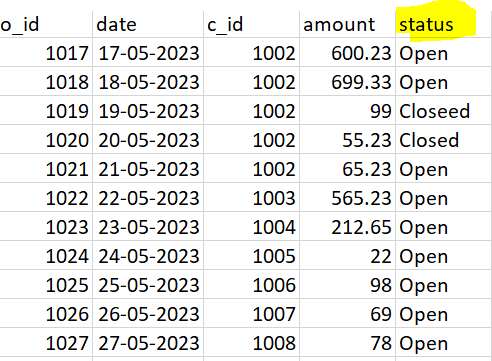 o_id date c_id amount status
1017 17-05-2023 1002 600.23 Open
1018 18-05-2023 1002 699.33 Open
1019 19-05-2023 1002 99 Closeed
1020 20-05-2023 1002 55.23 Closed
1021 21-05-2023 1002 65.23 Open
1022 22-05-2023 1003 565.23 Open
1023 23-05-2023 1004 212.65 Open
1024 24-05-2023 1005 22 Open
1025 25-05-2023 1006 98 Open
1026 26-05-2023 1007 69 Open
1027 27-05-2023 1008 78 Open